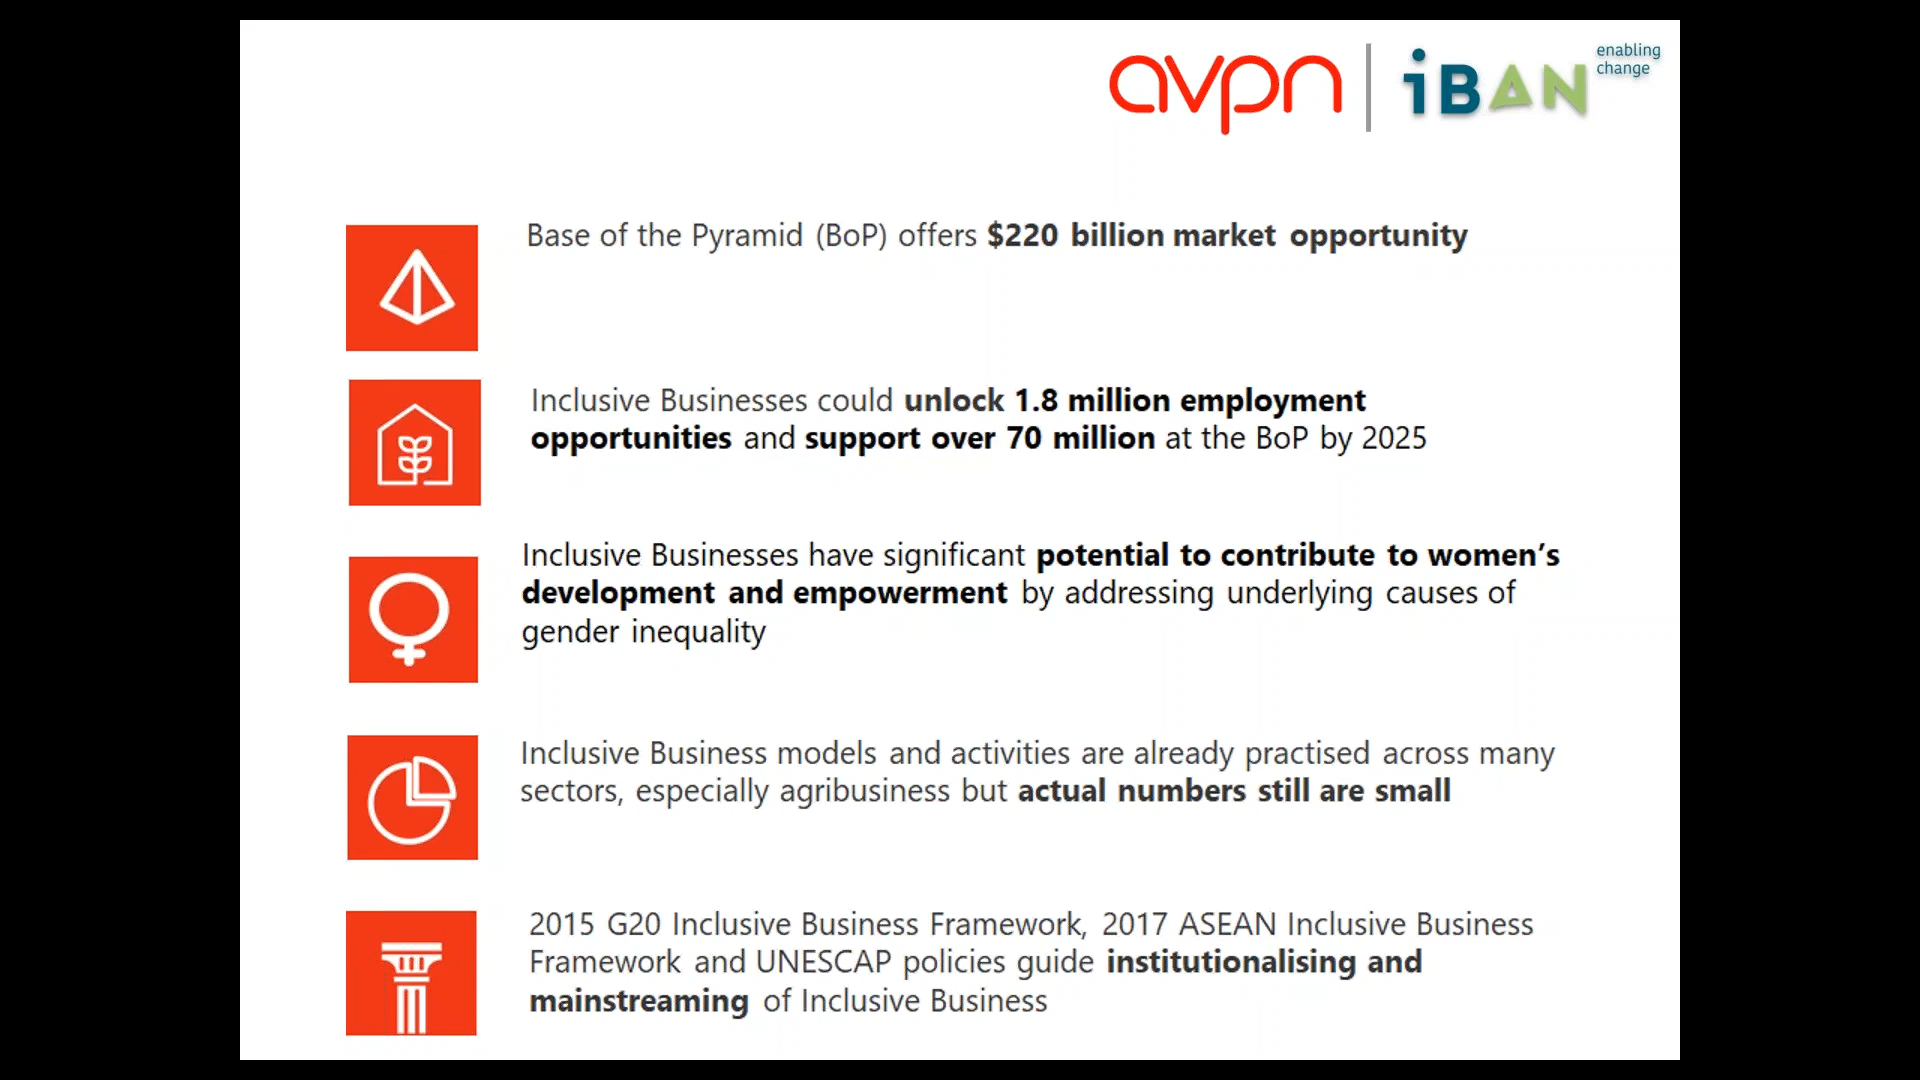 avpn
iBAN
enabling
change
Base of the Pyramid (BoP) offers $220 billion market opportunity
Inclusive Businesses could unlock 1.8 million employment
opportunities and support over 70 million at the BoP by 2025
Inclusive Businesses have significant potential to contribute to women’s
development and empowerment by addressing underlying causes of
gender inequality
Inclusive Business models and activities are already practised across many
sectors, especially agribusiness but actual numbers still are small
2015 G20 Inclusive Business Framework, 2017 ASEAN Inclusive Business
Framework and UNESCAP policies guide institutionalising and
mainstreaming of Inclusive Business